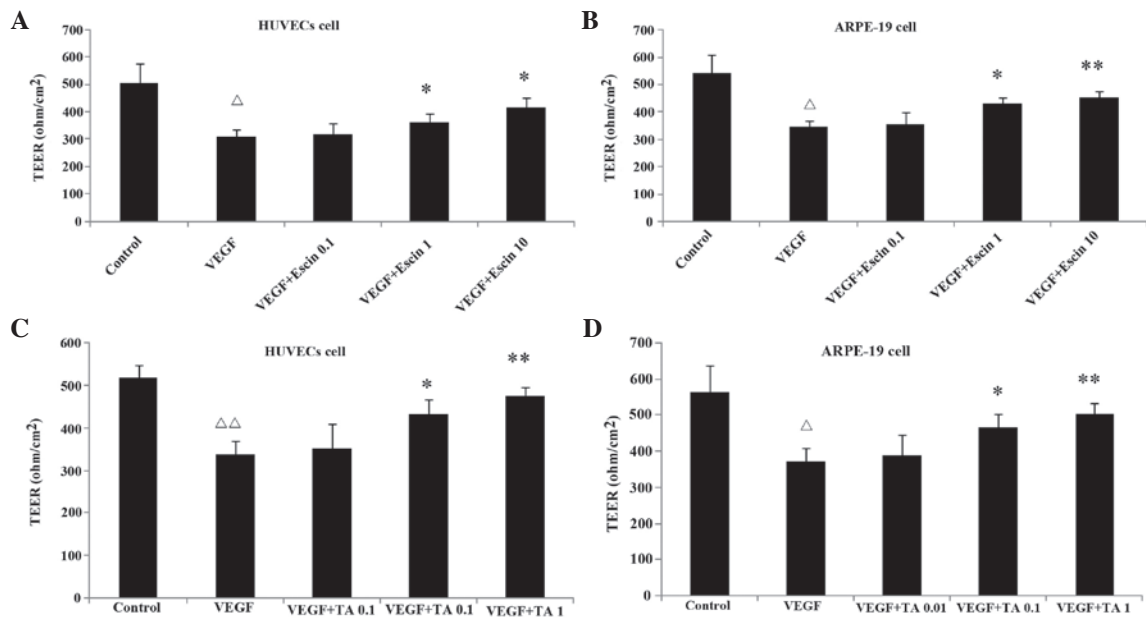 A
HUVECs cell
TEER (ohm/cm2)
700
600
500
400
300
200
100
0
△
*
*
Control
VEGF
VEGF+Escin 0.1
VEGF+Escin 1
VEGF+Escin 10
B
ARPE-19 cell
TEER (ohm/cm2)
700
600
500
400
300
200
100
0
△
*
**
Control
VEGF
VEGF+Escin 0.1
VEGF+Escin 1
VEGF+Escin 10
C
HUVECs cell
TEER (ohm/cm2)
600
500
400
300
200
100
0
△△
*
**
Control
VEGF
VEGF+TA 0.1
VEGF+TA 0.1
VEGF+TA 1
D
ARPE-19 cell
TEER (ohm/cm2)
700
600
500
400
300
200
100
0
△
*
**
Control
VEGF
VEGF+TA 0.01
VEGF+TA 0.1
VEGF+TA 1